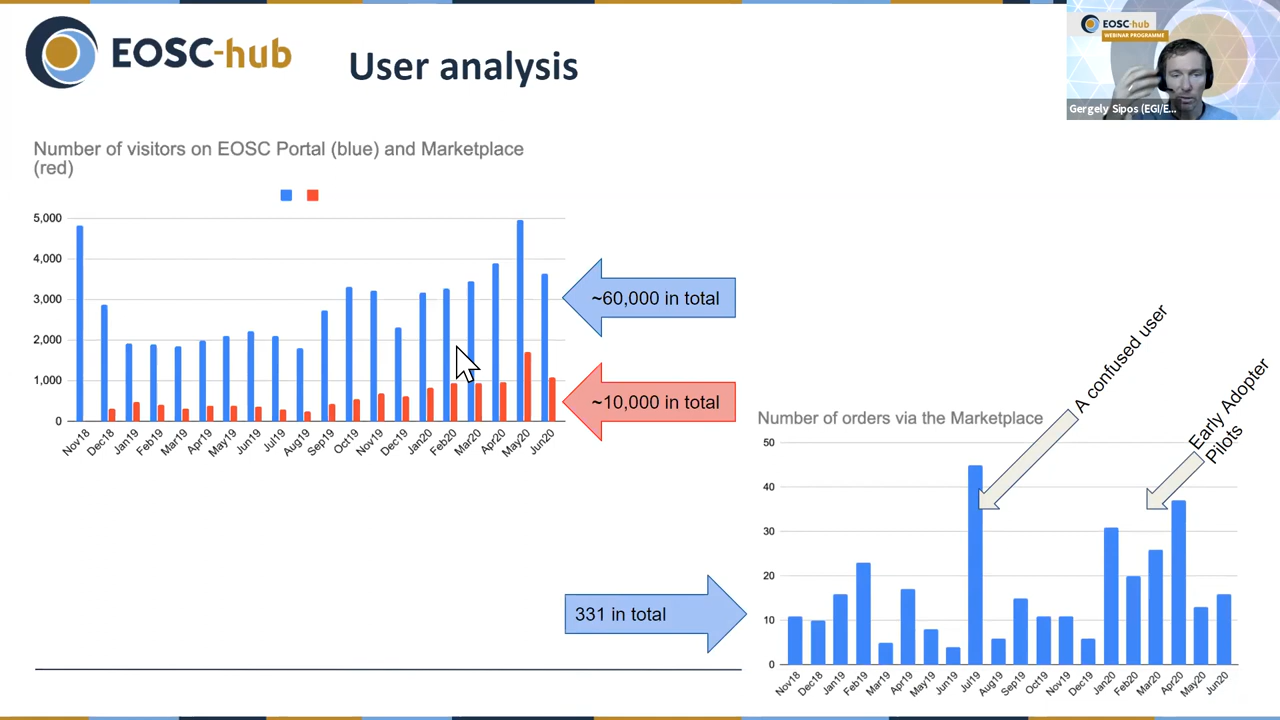 EOSC-hub
User analysis
EOSC-hub
WEBINAR PROGRAMME
Gergely Sipos (EGI/E...
Number of visitors on EOSC Portal (blue) and Marketplace
(red)
5,000
4,000
3,000
2,000
1,000
0
Nov18
Dec18
Jan19
Feb19
Mar19
Apr19
May19
Jun19
Jul19
Aug19
Sep19
Oct19
Nov19
Dec19
Jan20
Feb20
Mar20
Apr20
May20
Jun20
~60,000 in total
~10,000 in total
A confused user
Early Adopter
Pilots
Number of orders via the Marketplace
50
40
30
20
10
0
Nov18
Dec18
Jan19
Feb19
Mar19
Apr19
May19
Jun19
Jul19
Aug19
Sep19
Oct19
Nov19
Dec19
Jan20
Feb20
Mar20
Apr20
May20
Jun20
331 in total